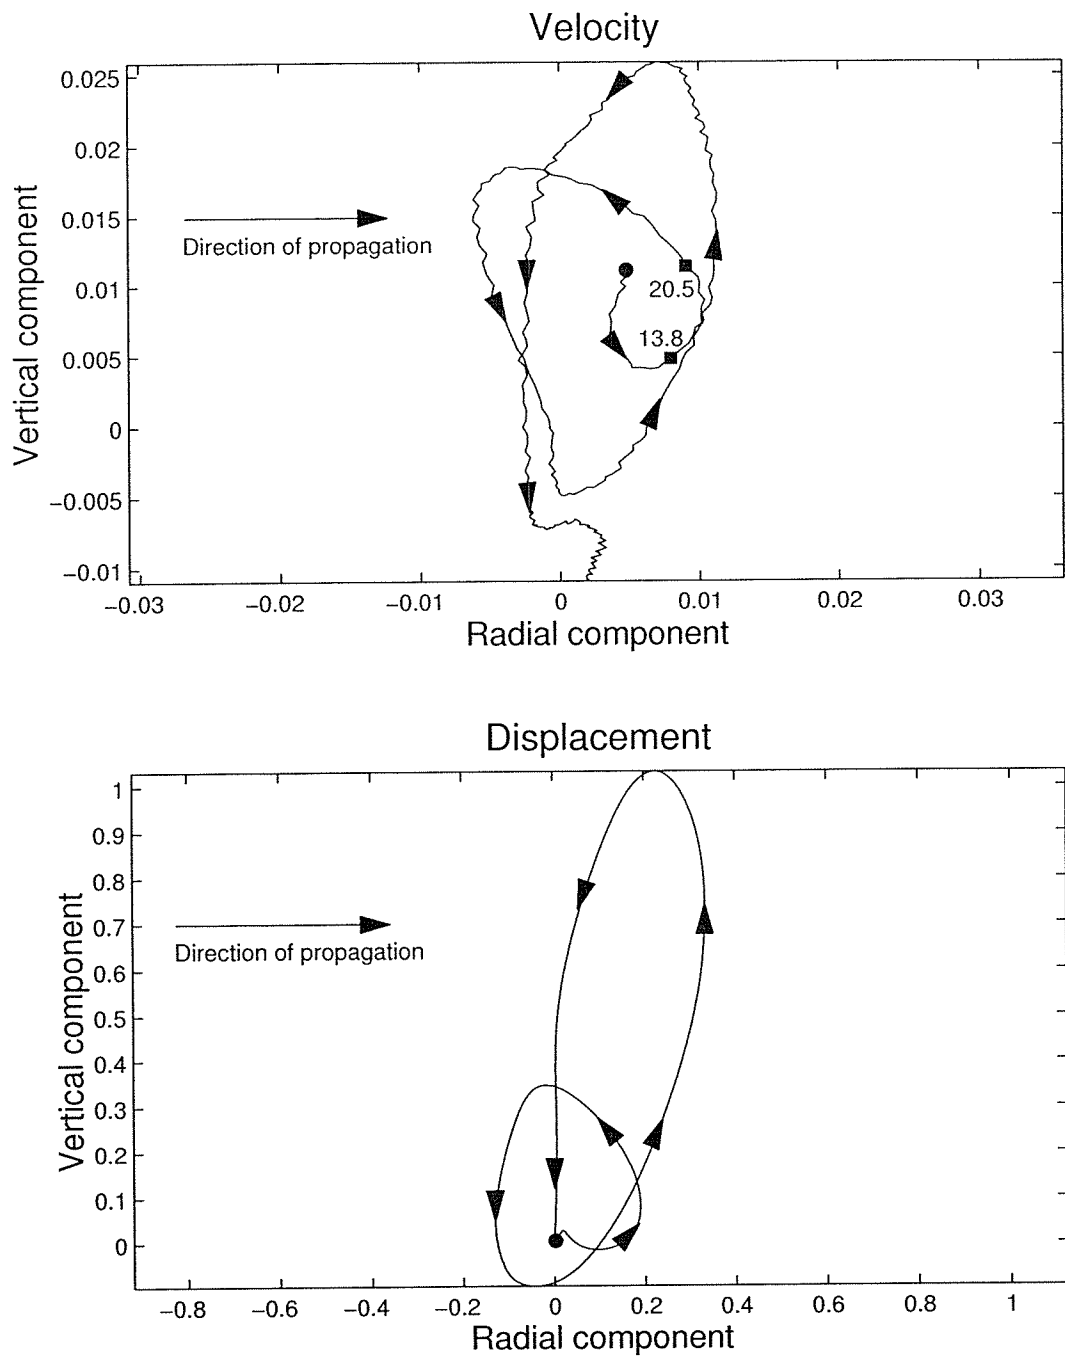 Velocity
0.025
0.02
0.015
0.01
0.005
0
−0.005
−0.01
Vertical component
Direction of propagation
20.5
13.8
−0.03 −0.02 −0.01 0 0.01 0.02 0.03
Radial component
Displacement
1
0.9
0.8
0.7
0.6
0.5
0.4
0.3
0.2
0.1
0
Vertical component
Direction of propagation
−0.8 −0.6 −0.4 −0.2 0 0.2 0.4 0.6 0.8 1
Radial component